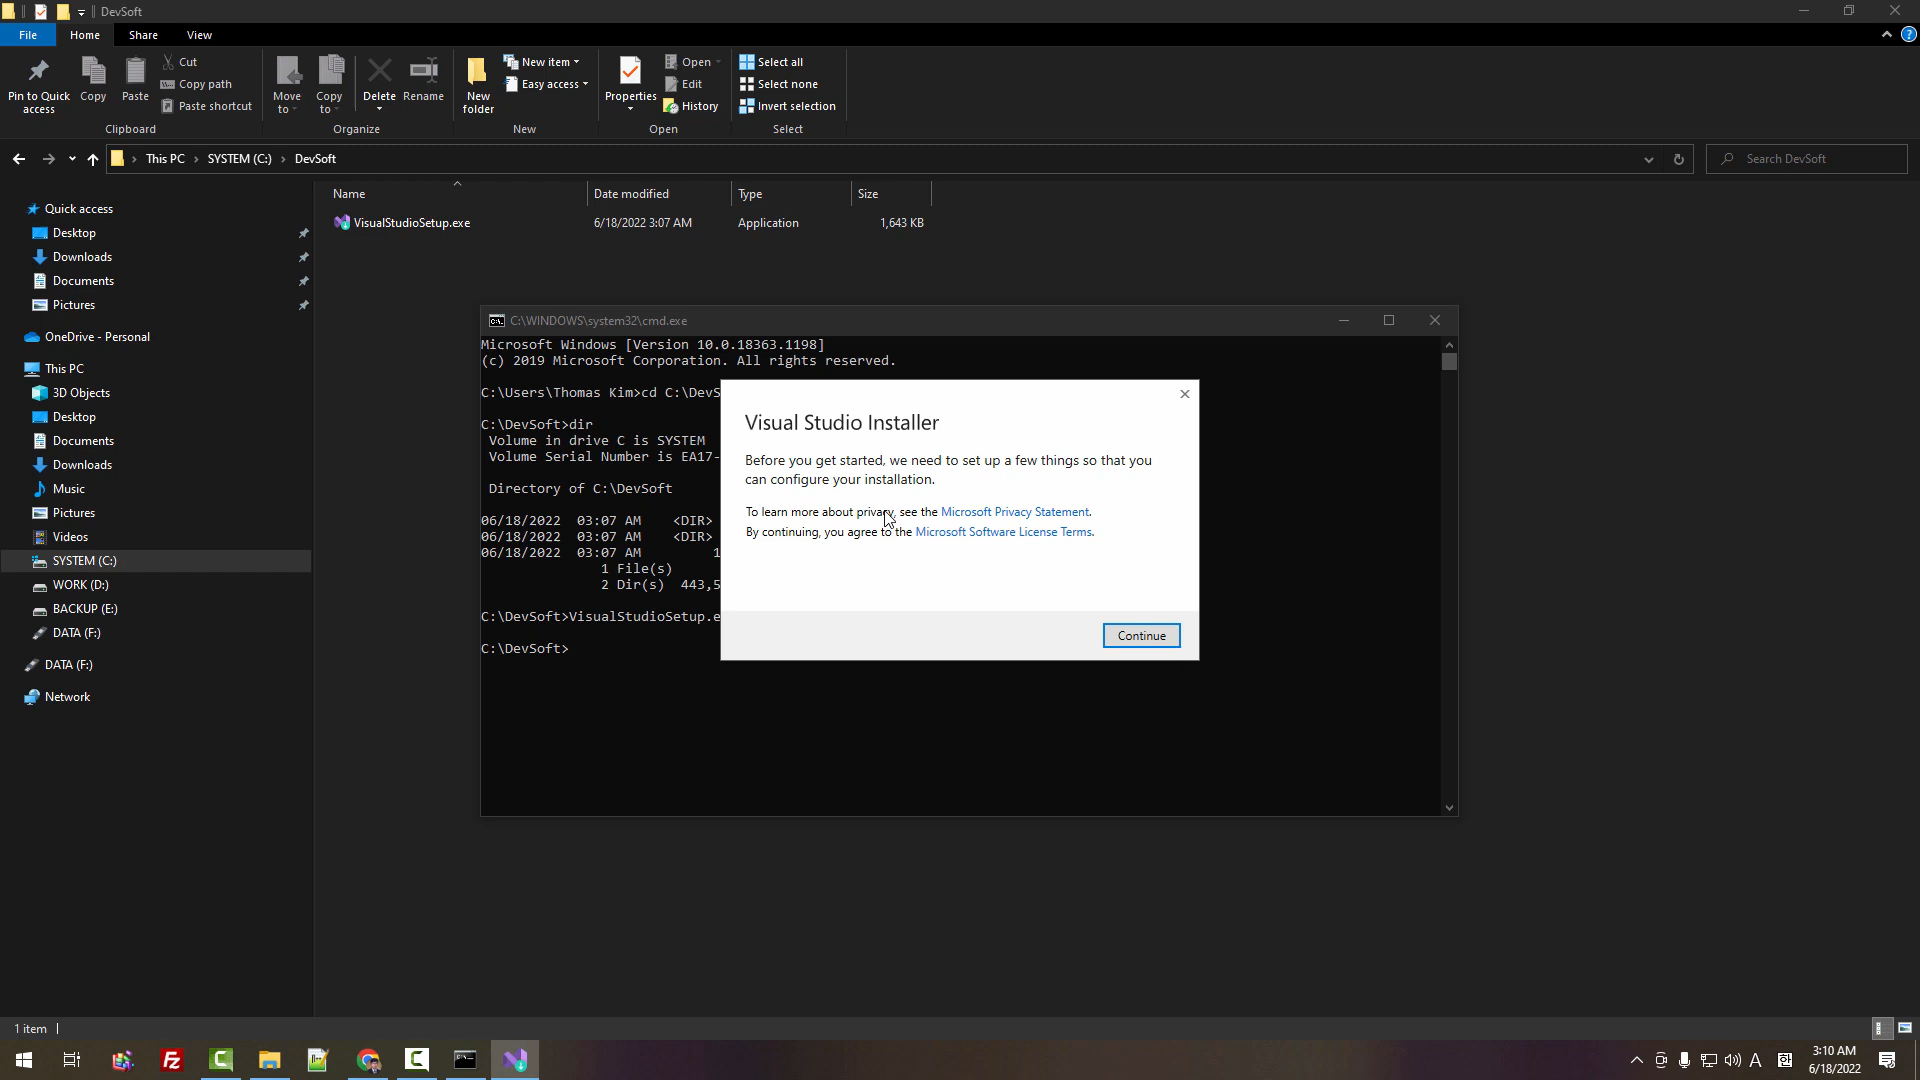 DevSoft
File
Home
Share
View
Pin to Quick access
Copy
Paste
Cut
Copy path
Paste shortcut
Clipboard
Move to
Copy to
Delete
Rename
Organize
New folder
New item
Easy access
New
Properties
Open
Edit
History
Open
Select all
Select none
Invert selection
Select
This PC
SYSTEM (C:)
DevSoft
Search DevSoft
Name
Date modified
Type
Size
VisualStudioSetup.exe
6/18/2022 3:07 AM
Application
1,643 KB
Quick access
Desktop
Downloads
Documents
Pictures
OneDrive - Personal
This PC
3D Objects
Desktop
Documents
Downloads
Music
Pictures
Videos
SYSTEM (C:)
WORK (D:)
BACKUP (E:)
DATA (F:)
DATA (F:)
Network
C:\WINDOWS\system32\cmd.exe
Microsoft Windows [Version 10.0.18363.1198]
(c) 2019 Microsoft Corporation. All rights reserved.
C:\Users\Thomas Kim>cd C:\DevS
C:\DevSoft>dir
Volume in drive C is SYSTEM
Volume Serial Number is EA17-
Directory of C:\DevSoft
06/18/2022  03:07 AM    <DIR>
06/18/2022  03:07 AM    <DIR>
06/18/2022  03:07 AM         1
1 File(s)
2 Dir(s)  443,5
C:\DevSoft>VisualStudioSetup.e
C:\DevSoft>
Visual Studio Installer
Before you get started, we need to set up a few things so that you
can configure your installation.
To learn more about privacy, see the Microsoft Privacy Statement.
By continuing, you agree to the Microsoft Software License Terms.
Continue
1 item
A
한
3:10 AM
6/18/2022